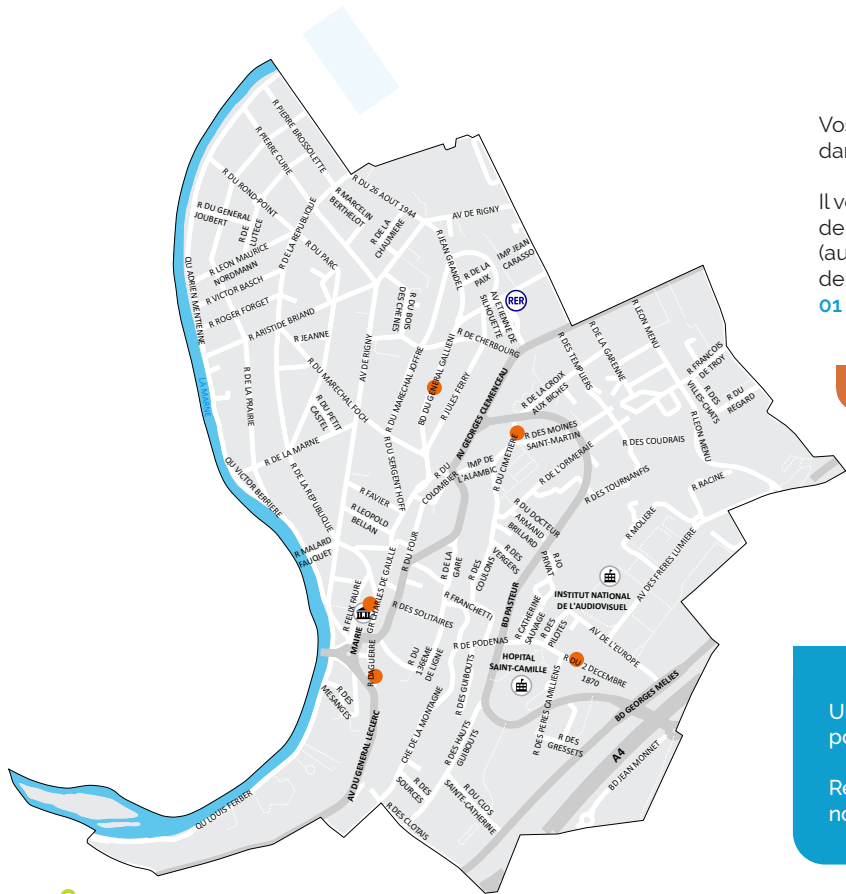 R PIERRE BROSSOLETTE
R PIERRE CURIE
R DU ROND-POINT
R DU GENERAL
JOUBERT
R DE
LUTECE
R DE LA REPUBLIQUE
R MARCELIN
BERTHELOT
R DU 26 AOUT 1944
R DE LA
CHAUMIERE
AV DE RIGNY
R JEAN GRANDEL
IMP JEAN
CARASSO
R DE LA
PAIX
AV ETIENNE DE
SILHOUETTE
RER
R LEON MAURICE
NORDMANN
R DU PARC
R VICTOR BASCH
R ROGER FORGET
QU ADRIEN MENTIENNE
R ARISTIDE BRIAND
R JEANNE
R DU BOIS
DES CHENES
AV DE RIGNY
R DE CHERBOURG
R DU MARECHAL JOFFRE
BD DU GENERAL GALLIENI
R JULES FERRY
AV GEORGES CLEMENCEAU
R DES TEMPLIERS
R DE LA GARENNE
R LEON MENU
R FRANCOIS
DE TROY
R DES
VILLES-CHATS
R DU
REGARD
R LEON MENU
LA MARNE
R DE LA PRAIRIE
R DU MARECHAL FOCH
R DU PETIT
CASTEL
R DE LA CROIX
AUX BICHES
R DES MOINES
SAINT-MARTIN
R DES COUDRAIS
R DE LA MARNE
QU VICTOR BERRIERE
R DE LA REPUBLIQUE
R DU SERGENT HOFF
R DU
COLOMBIER
IMP DE
L'ALAMBIC
R DU CIMETIERE
R DE L'ORMERAIE
R DES TOURNANFIS
R RACINE
R FAVIER
R LEOPOLD
BELLAN
R MALARD
FAUQUET
R DU FOUR
R DU DOCTEUR
ARMAND
BRILLARD
R MOLIERE
R DE LA
GARE
R DES
COULONS
R DES
VERGERS
R JO
PRIVAT
AV DES FRERES LUMIERE
R FELIX FAURE
GR CHARLES DE GAULLE
R DES SOLITAIRES
R FRANCHETTI
BD PASTEUR
INSTITUT NATIONAL
DE L'AUDIOVISUEL
MAIRIE
R DAGUERRE
R DU
136EME
DE LIGNE
R DE PODENAS
R CATHERINE
SAUVAGE
R DES
PILOTES
AV DE L'EUROPE
HOPITAL
SAINT-CAMILLE
R DU 2 DECEMBRE
1870
R DES
MESANGES
CHE DE LA MONTAGNE
R DES GUIBOUTS
R DES HAUTS
GUIBOUTS
R DES PERES CAMILLIENS
R DES
GRESSETS
BD GEORGES MELIES
A4
BD JEAN MONNET
AV DU GENERAL LECLERC
R DES
SOURCES
R DU CLOS
SAINTE-CATHERINE
R DES CLOTAIS
QU LOUIS FERBER
Vos
dan
Il v
de
(au
de
01
U
po
Re
no